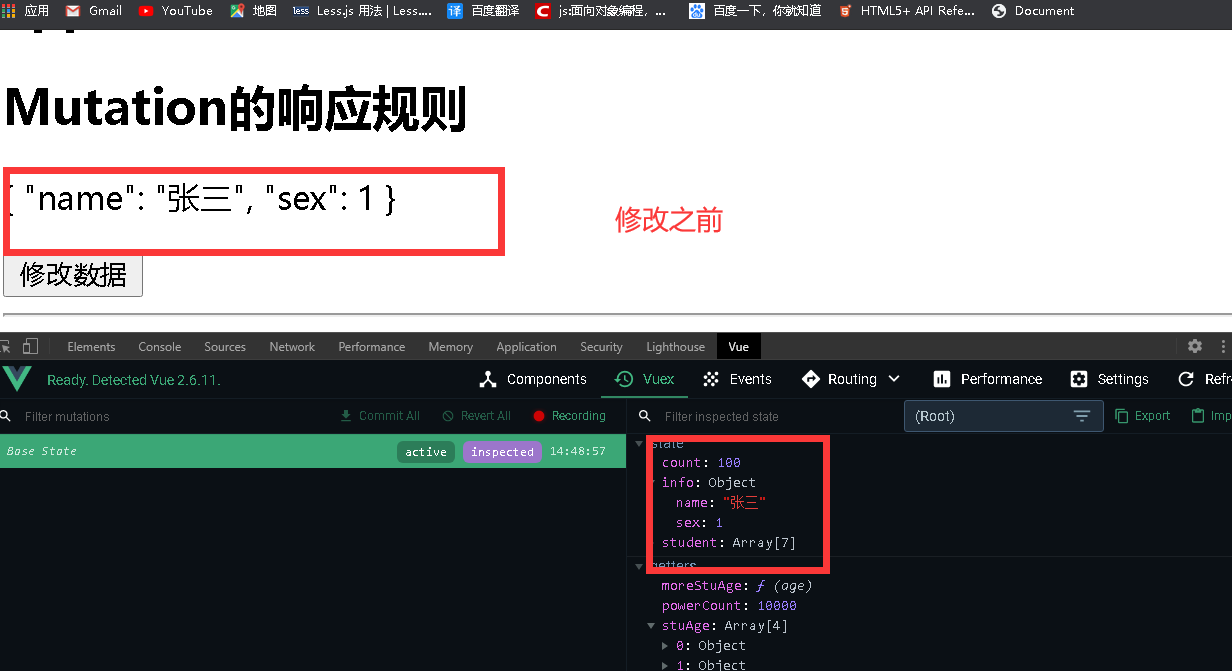 应用 Gmail YouTube 地图 Less.js 用法 | Less.... 百度翻译 js:面向对象编程，... 百度一下，你就知道 HTML5+ API Refe... Document
Mutation的响应规则
{ "name": "张三", "sex": 1 }
修改之前
修改数据
Elements Console Sources Network Performance Memory Application Security Lighthouse Vue
Ready. Detected Vue 2.6.11. Components Vuex Events Routing Performance Settings Refr
Filter mutations Commit All Revert All Recording Filter inspected state (Root) Export Imp
Base State active inspected 14:48:57
state
count: 100
info: Object
name: "张三"
sex: 1
student: Array[7]
getters
moreStuAge: ƒ (age)
powerCount: 10000
stuAge: Array[4]
0: Object
1: Object